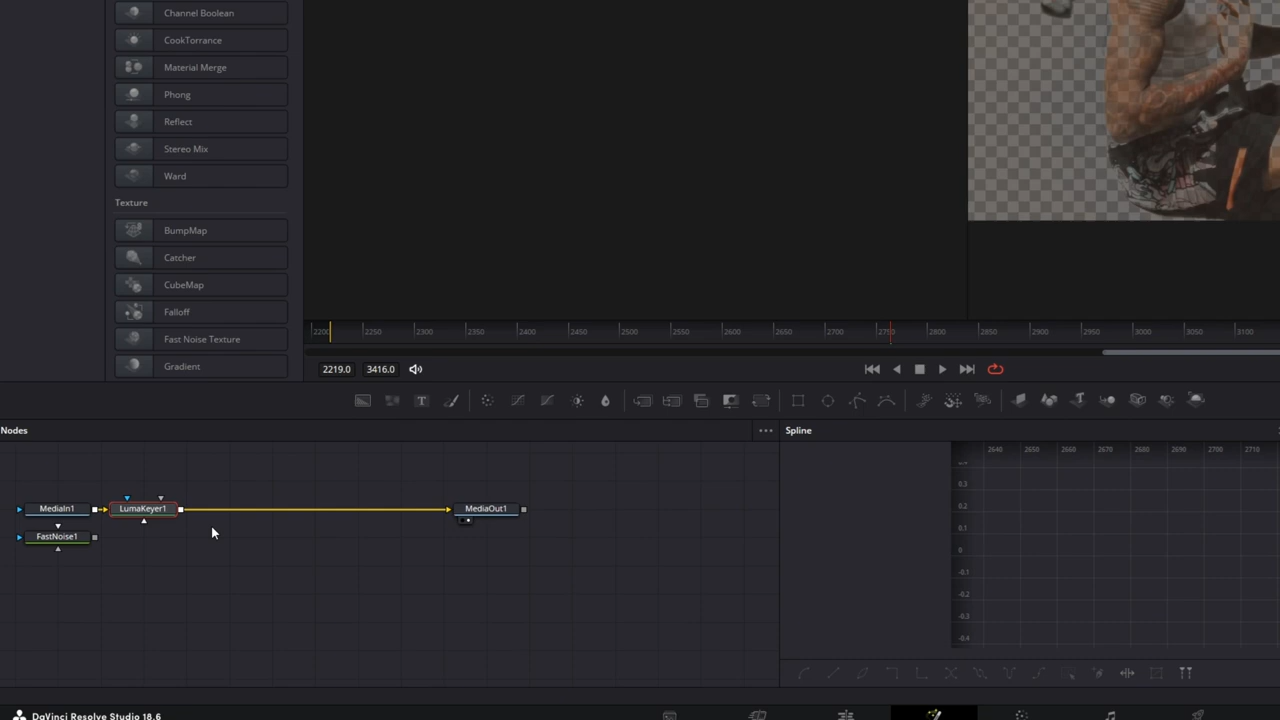 Channel Boolean
CookTorrance
Material Merge
Phong
Reflect
Stereo Mix
Ward
Texture
BumpMap
Catcher
CubeMap
Falloff
Fast Noise Texture
Gradient
2200 2250 2300 2350 2400 2450 2500 2550 2600 2650 2700 2750 2800 2850 2900 2950 3000 3050 3100
2219.0 3416.0
T
Nodes
Spline
2640 2650 2660 2670 2680 2690 2700 2710
0.3
0.2
0.1
0
-0.1
-0.2
-0.3
-0.4
MediaIn1
LumaKeyer1
MediaOut1
FastNoise1
DaVinci Resolve Studio 18.6